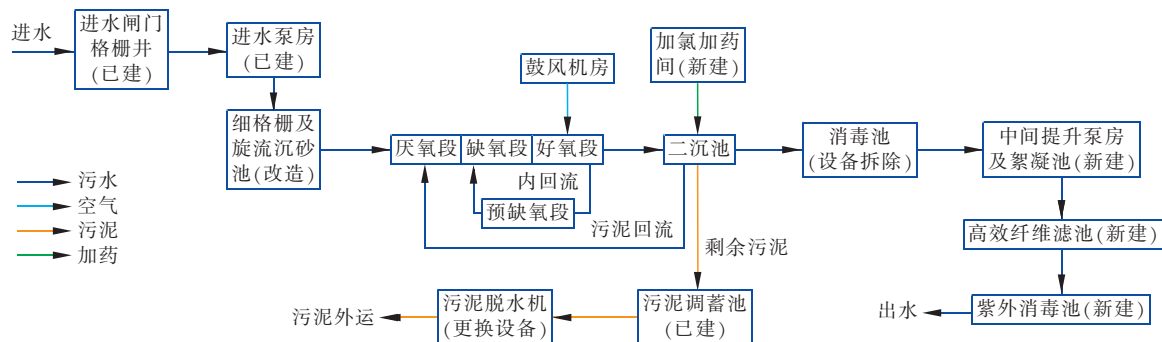 进水
进水闸门
格栅井
(已建)
进水泵房
(已建)
细格栅及
旋流沉砂
池(改造)
鼓风机房
加氯加药
间(新建)
厌氧段
缺氧段
好氧段
内回流
预缺氧段
污泥回流
二沉池
消毒池
(设备拆除)
中间提升泵房
及絮凝池(新建)
高效纤维滤池(新建)
紫外消毒池(新建)
出水
剩余污泥
污泥调蓄池
(已建)
污泥脱水机
(更换设备)
污泥外运
污水
空气
污泥
加药